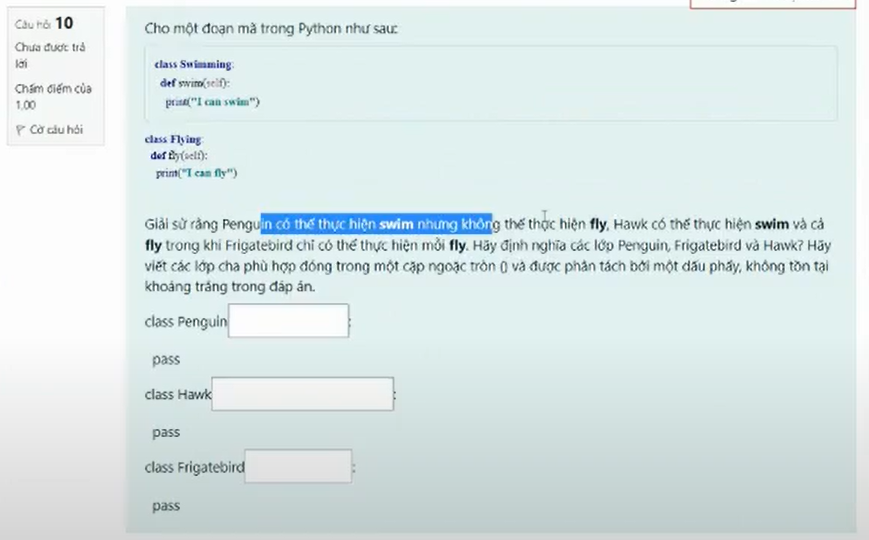 Câu hỏi 10
Chưa được trả
lời
Chấm điểm của
1,00
Cờ câu hỏi
Cho một đoạn mã trong Python như sau:
class Swimming:
def swim(self):
print("I can swim")
class Flying:
def fly(self):
print("I can fly")
Giải sử rằng Penguin có thể thực hiện swim nhưng không thể thực hiện fly, Hawk có thể thực hiện swim và cả
fly trong khi Frigatebird chỉ có thể thực hiện mỗi fly. Hãy định nghĩa các lớp Penguin, Frigatebird và Hawk? Hãy
viết các lớp cha phù hợp đóng trong một cặp ngoặc tròn () và được phân tách bởi một dấu phẩy, không tồn tại
khoảng trắng trong đáp án.
class Penguin :
pass
class Hawk :
pass
class Frigatebird :
pass